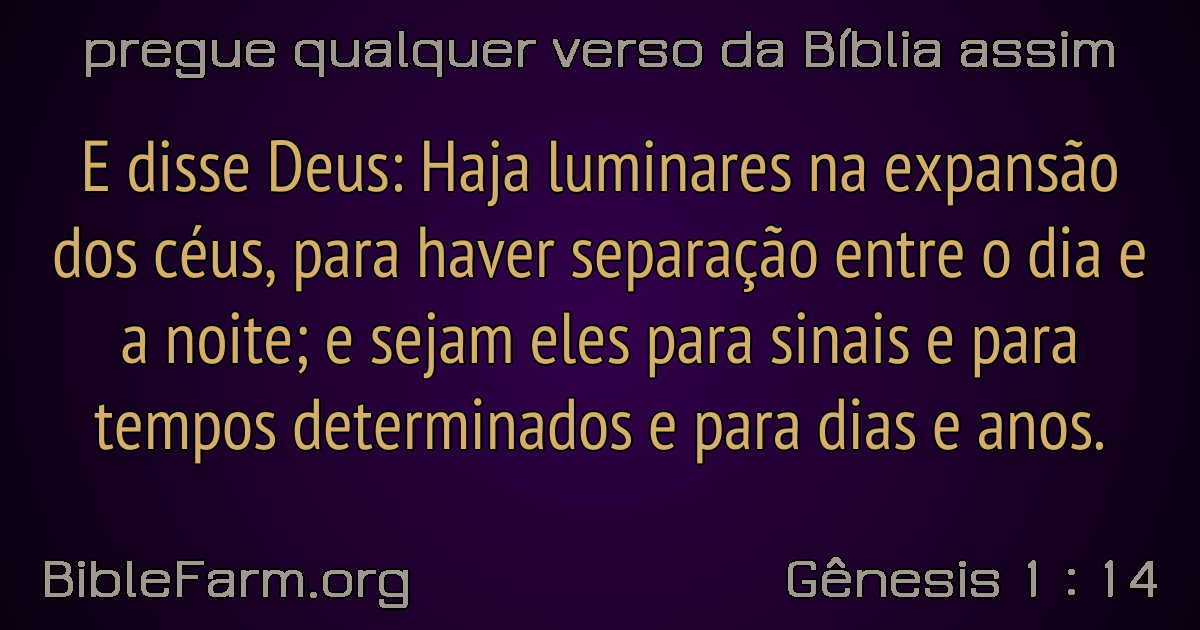 pregue qualquer verso da Bíblia assim
E disse Deus: Haja luminares na expansão
dos céus, para haver separação entre o dia e
a noite; e sejam eles para sinais e para
tempos determinados e para dias e anos.
BibleFarm.org
Gênesis 1 : 14